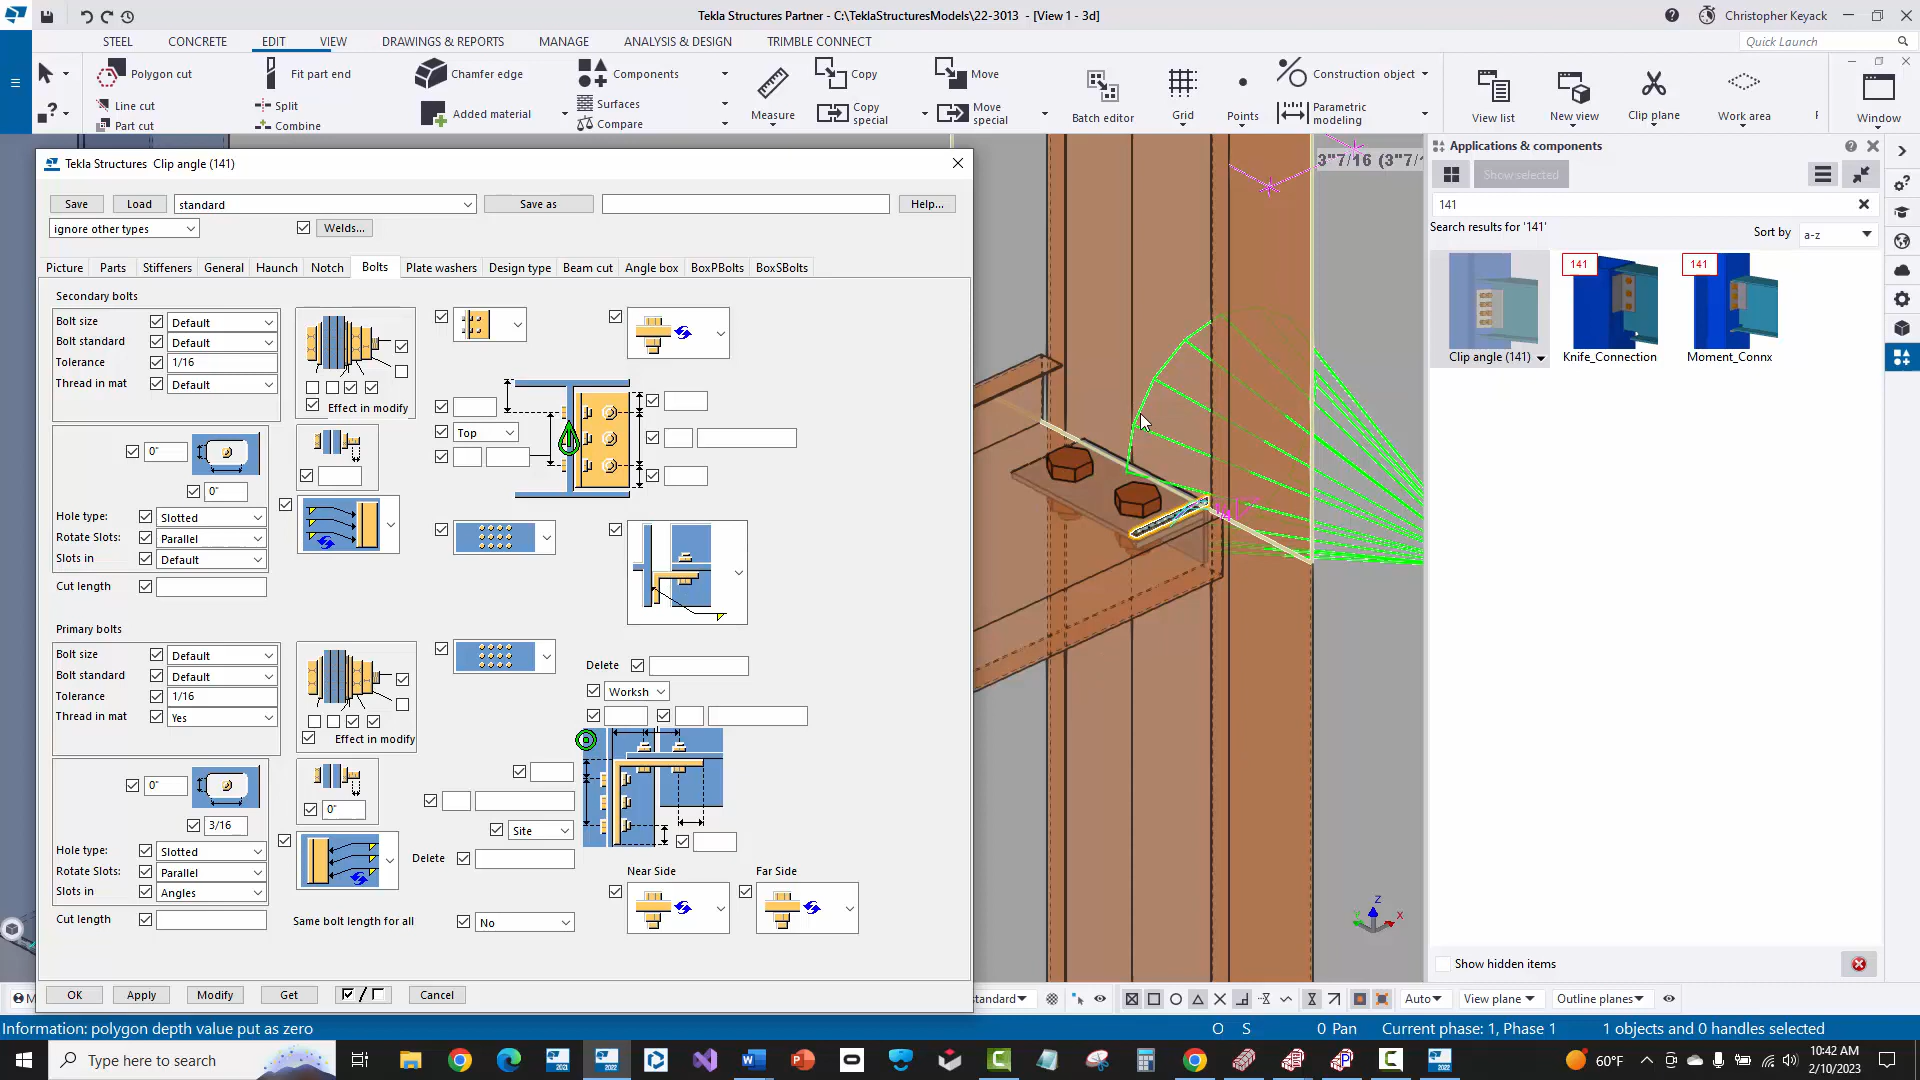 Tekla Structures Partner - C:\TeklaStructuresModels\22-3013 - [View 1 - 3d]
Christopher Keyack
STEEL CONCRETE EDIT VIEW DRAWINGS & REPORTS MANAGE ANALYSIS & DESIGN TRIMBLE CONNECT
Quick Launch
Polygon cut
Line cut
Part cut
Fit part end
Split
Combine
Chamfer edge
Added material
Components
Surfaces
Compare
Measure
Copy
Copy special
Move
Move special
Batch editor
Grid
Points
Construction object
Parametric modeling
View list
New view
Clip plane
Work area
Window
Tekla Structures Clip angle (141)
Save Load standard Save as Help...
ignore other types Welds...
Picture Parts Stiffeners General Haunch Notch Bolts Plate washers Design type Beam cut Angle box BoxPBolts BoxSBolts
Secondary bolts
Bolt size Default
Bolt standard Default
Tolerance 1/16
Thread in mat Default
Effect in modify
Top
0"
0"
Hole type: Slotted
Rotate Slots: Parallel
Slots in Default
Cut length
Primary bolts
Bolt size Default
Bolt standard Default
Tolerance 1/16
Thread in mat Yes
Effect in modify
Delete
Worksh
0"
3/16
0"
Hole type: Slotted
Rotate Slots: Parallel
Slots in Angles
Cut length
Site
Delete
Near Side Far Side
Same bolt length for all No
OK Apply Modify Get / Cancel
3"7/16 (3"7/
Z
X
Applications & components
Show selected
141
Search results for '141'
Sort by a-z
141 141
Clip angle (141) Knife_Connection Moment_Connx
Show hidden items
Auto View plane Outline planes
Information: polygon depth value put as zero
O S 0 Pan Current phase: 1, Phase 1 1 objects and 0 handles selected
Type here to search
60°F
10:42 AM
2/10/2023